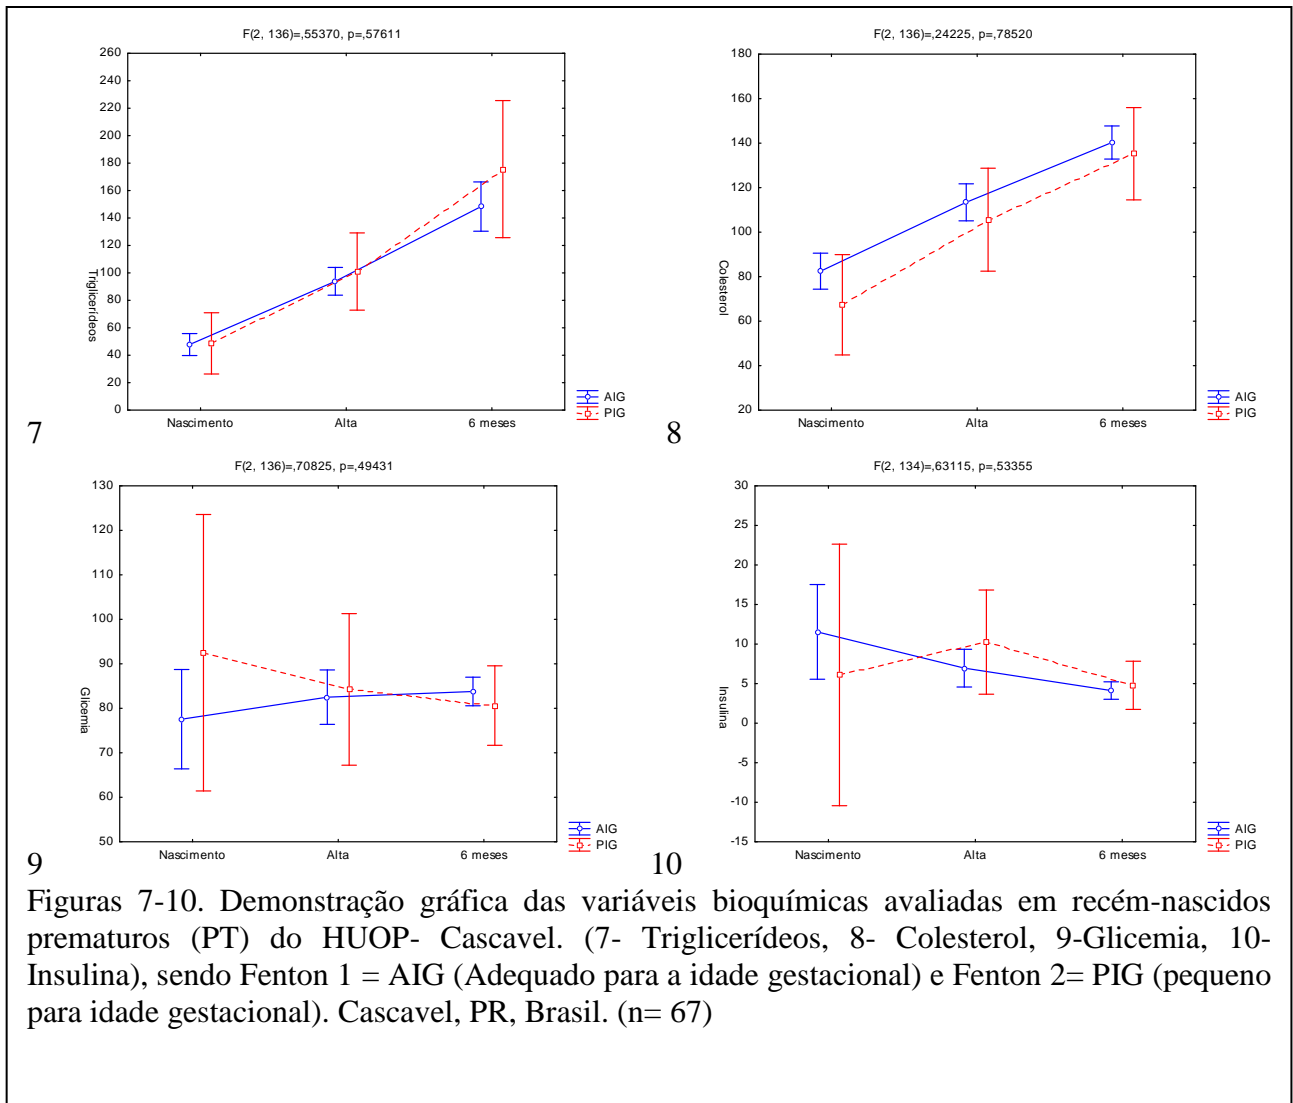 F(2, 136)=,55370, p=,57611
260
240
220
200
180
160
140
120
100
80
60
40
20
0
Triglicerídeos
Nascimento Alta 6 meses
AIG
PIG
7
F(2, 136)=,24225, p=,78520
180
160
140
120
100
80
60
40
20
Colesterol
Nascimento Alta 6 meses
AIG
PIG
8
F(2, 136)=,70825, p=,49431
130
120
110
100
90
80
70
60
50
Glicemia
Nascimento Alta 6 meses
AIG
PIG
9
F(2, 134)=,63115, p=,53355
30
25
20
15
10
5
0
-5
-10
-15
Insulina
Nascimento Alta 6 meses
AIG
PIG
10
Figuras 7-10. Demonstração gráfica das variáveis bioquímicas avaliadas em recém-nascidos
prematuros (PT) do HUOP- Cascavel. (7- Triglicerídeos, 8- Colesterol, 9-Glicemia, 10-
Insulina), sendo Fenton 1 = AIG (Adequado para a idade gestacional) e Fenton 2= PIG (pequeno
para idade gestacional). Cascavel, PR, Brasil. (n= 67)